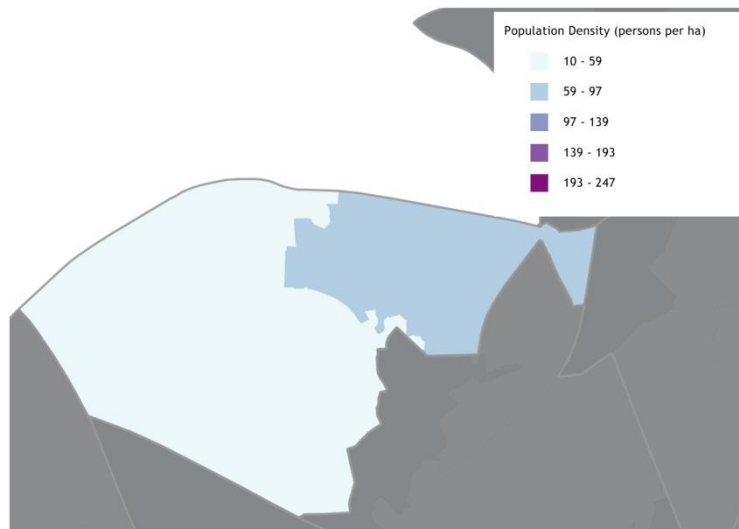 Population Density (persons per ha)
10 - 59
59 - 97
97 - 139
139 - 193
193 - 247